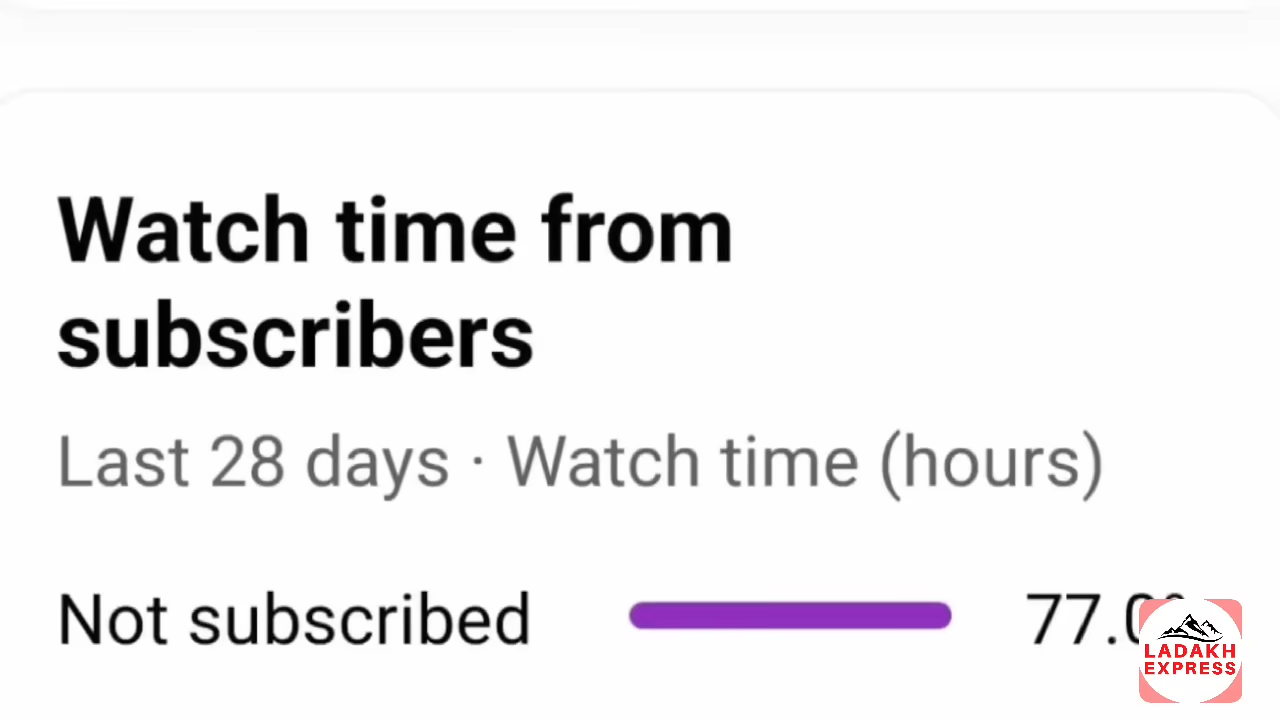 Watch time from
subscribers
Last 28 days · Watch time (hours)
Not subscribed
LADAKH
EXPRESS